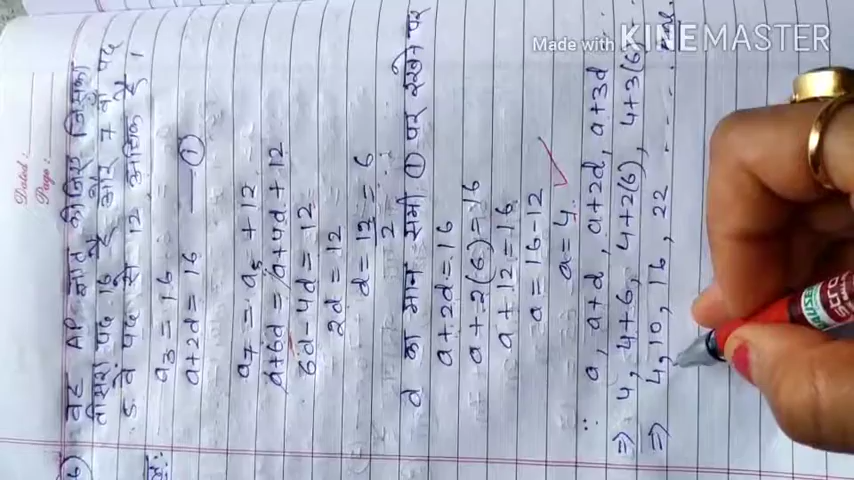 Made With KINEMASTER
Dated:
Page:
6) वह AP ज्ञात कीजिए जिसका
तीसरा पद 16 है और 7 वें पद
5 वें पद से 12 अधिक है।
a₃ = 16
a+2d = 16 — ①
a₇ = a₅ + 12
a+6d = a+4d + 12
6d-4d = 12
2d = 12
d = 12/2 = 6
d का मान समी ① पर रखने पर
a+2d = 16
a + 2(6) = 16
a + 12 = 16
a = 16-12
a = 4
∴ a, a+d, a+2d, a+3d
⇒ 4, 4+6, 4+2(6), 4+3(6)
⇒ 4, 10, 16, 22